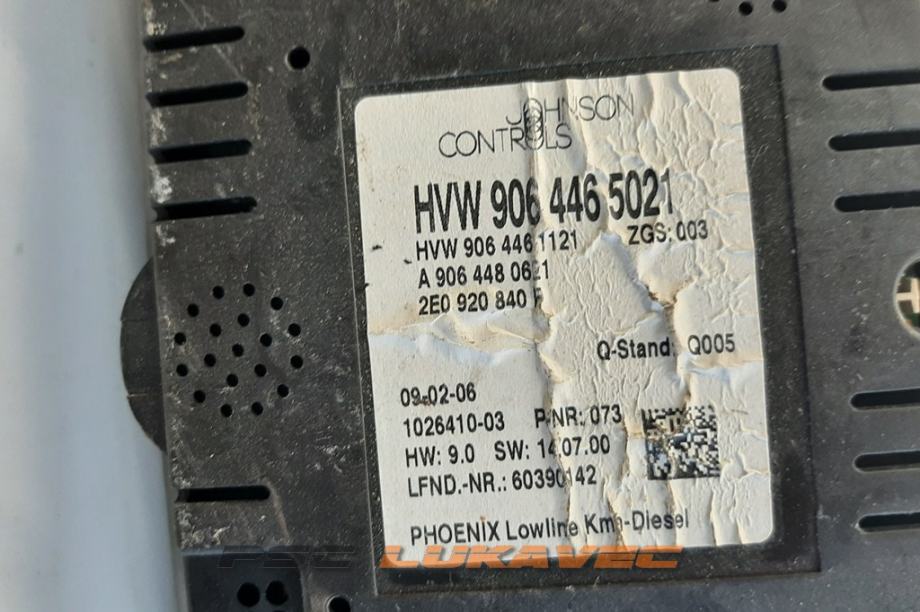 JOHNSON
CONTROLS
HVW 906 446 5021
HVW 906 446 1121 ZGS: 003
A 906 448 0621
2E0 920 840
Q-Stand: Q005
09-02-06
1026410-03 P-NR: 073
HW: 9.0 SW: 14.07.00
LFND.-NR.: 60390142
PHOENIX Lowline Kmh-Diesel
PSC LUKAVEC